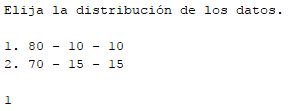 Elija la distribución de los datos.
1. 80 - 10 - 10
2. 70 - 15 - 15
1